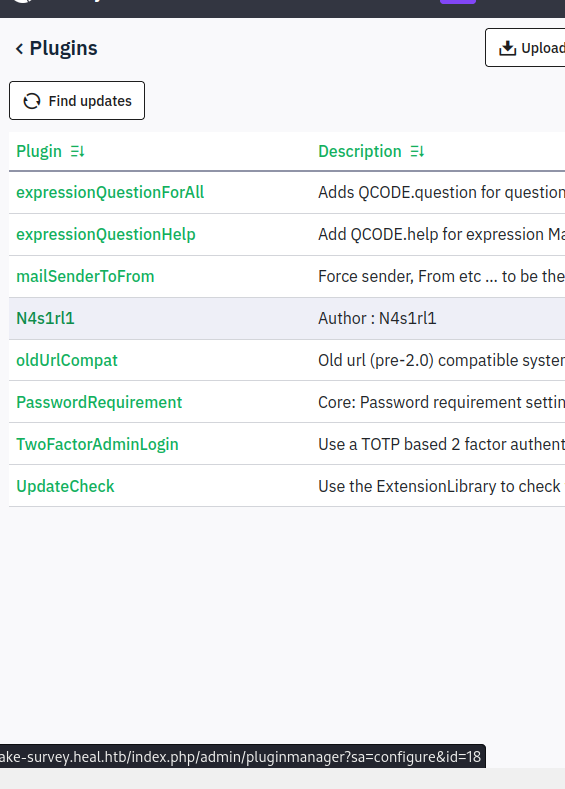 Plugins
Upload
Find updates
Plugin Description
expressionQuestionForAll Adds QCODE.question for question
expressionQuestionHelp Add QCODE.help for expression Ma
mailSenderToFrom Force sender, From etc ... to be the
N4s1rl1 Author : N4s1rl1
oldUrlCompat Old url (pre-2.0) compatible system
PasswordRequirement Core: Password requirement settin
TwoFactorAdminLogin Use a TOTP based 2 factor authent
UpdateCheck Use the ExtensionLibrary to check
ake-survey.heal.htb/index.php/admin/pluginmanager?sa=configure&id=18